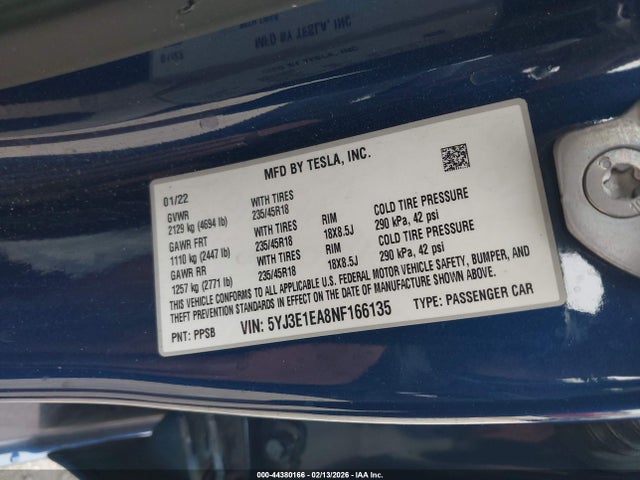 MFD BY TESLA, INC.
01/22
GVWR WITH TIRES RIM COLD TIRE PRESSURE
2129 kg (4694 lb) 235/45R18 18X8.5J 290 kPa, 42 psi
GAWR FRT WITH TIRES RIM COLD TIRE PRESSURE
1110 kg (2447 lb) 235/45R18 18X8.5J 290 kPa, 42 psi
GAWR RR WITH TIRES
1257 kg (2771 lb) 235/45R18
THIS VEHICLE CONFORMS TO ALL APPLICABLE U.S. FEDERAL MOTOR VEHICLE SAFETY, BUMPER, AND
THEFT PREVENTION STANDARDS IN EFFECT ON THE DATE OF MANUFACTURE SHOWN ABOVE.
PNT: PPSB VIN: 5YJ3E1EA8NF166135 TYPE: PASSENGER CAR
000-44380166 - 02/13/2026 - IAA Inc.